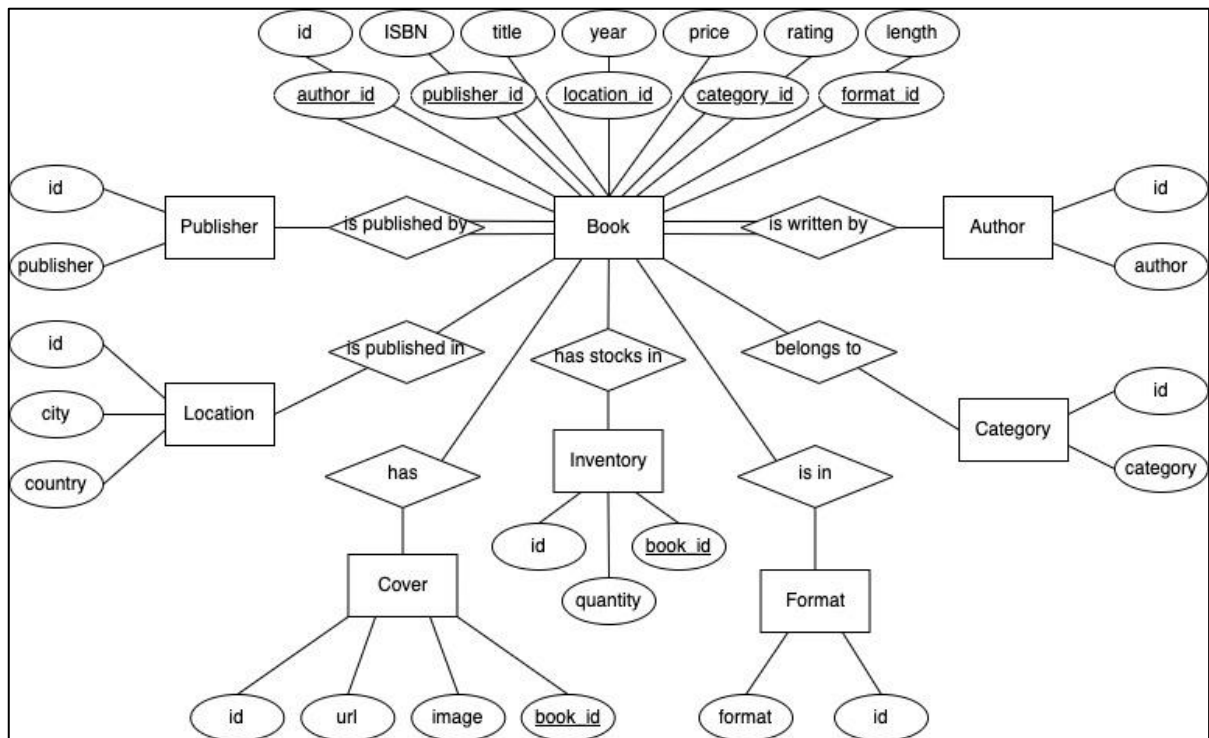 id
ISBN
title
year
price
rating
length
author_id
publisher_id
location_id
category_id
format_id
id
Publisher
publisher
is published by
Book
is written by
Author
id
author
id
city
country
Location
is published in
has stocks in
belongs to
Category
id
category
has
Inventory
is in
id
quantity
book_id
Cover
Format
id
url
image
book_id
format
id